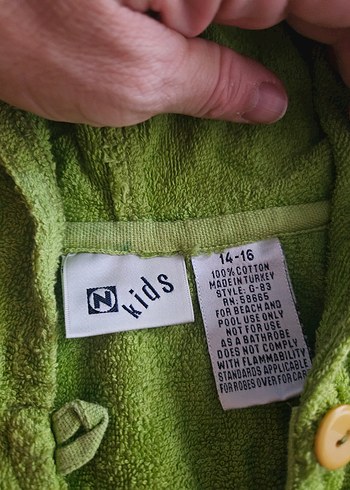 N kids
14-16
100% COTTON
MADE IN TURKEY
STYLE: G-83
RN: 58665
FOR BEACH AND
POOL USE ONLY
NOT FOR USE
AS A BATHROBE
DOES NOT COMPLY
WITH FLAMMABILITY
STANDARDS APPLICABLE
FOR ROBES OVER FOR CAB